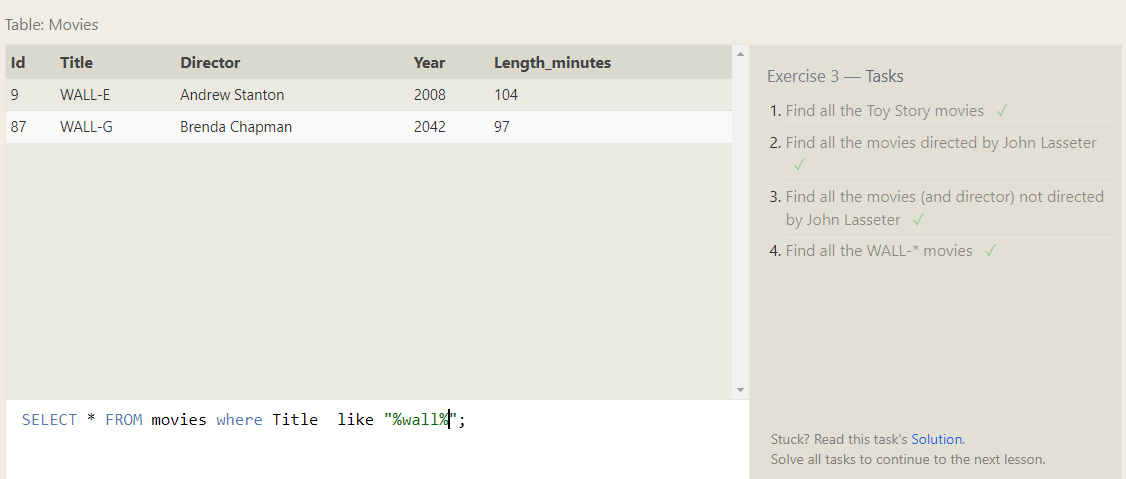 Table: Movies
Id Title Director Year Length_minutes
9 WALL-E Andrew Stanton 2008 104
87 WALL-G Brenda Chapman 2042 97
SELECT * FROM movies where Title  like "%wall%";
Exercise 3 — Tasks
1. Find all the Toy Story movies ✓
2. Find all the movies directed by John Lasseter
✓
3. Find all the movies (and director) not directed
by John Lasseter ✓
4. Find all the WALL-* movies ✓
Stuck? Read this task's Solution.
Solve all tasks to continue to the next lesson.